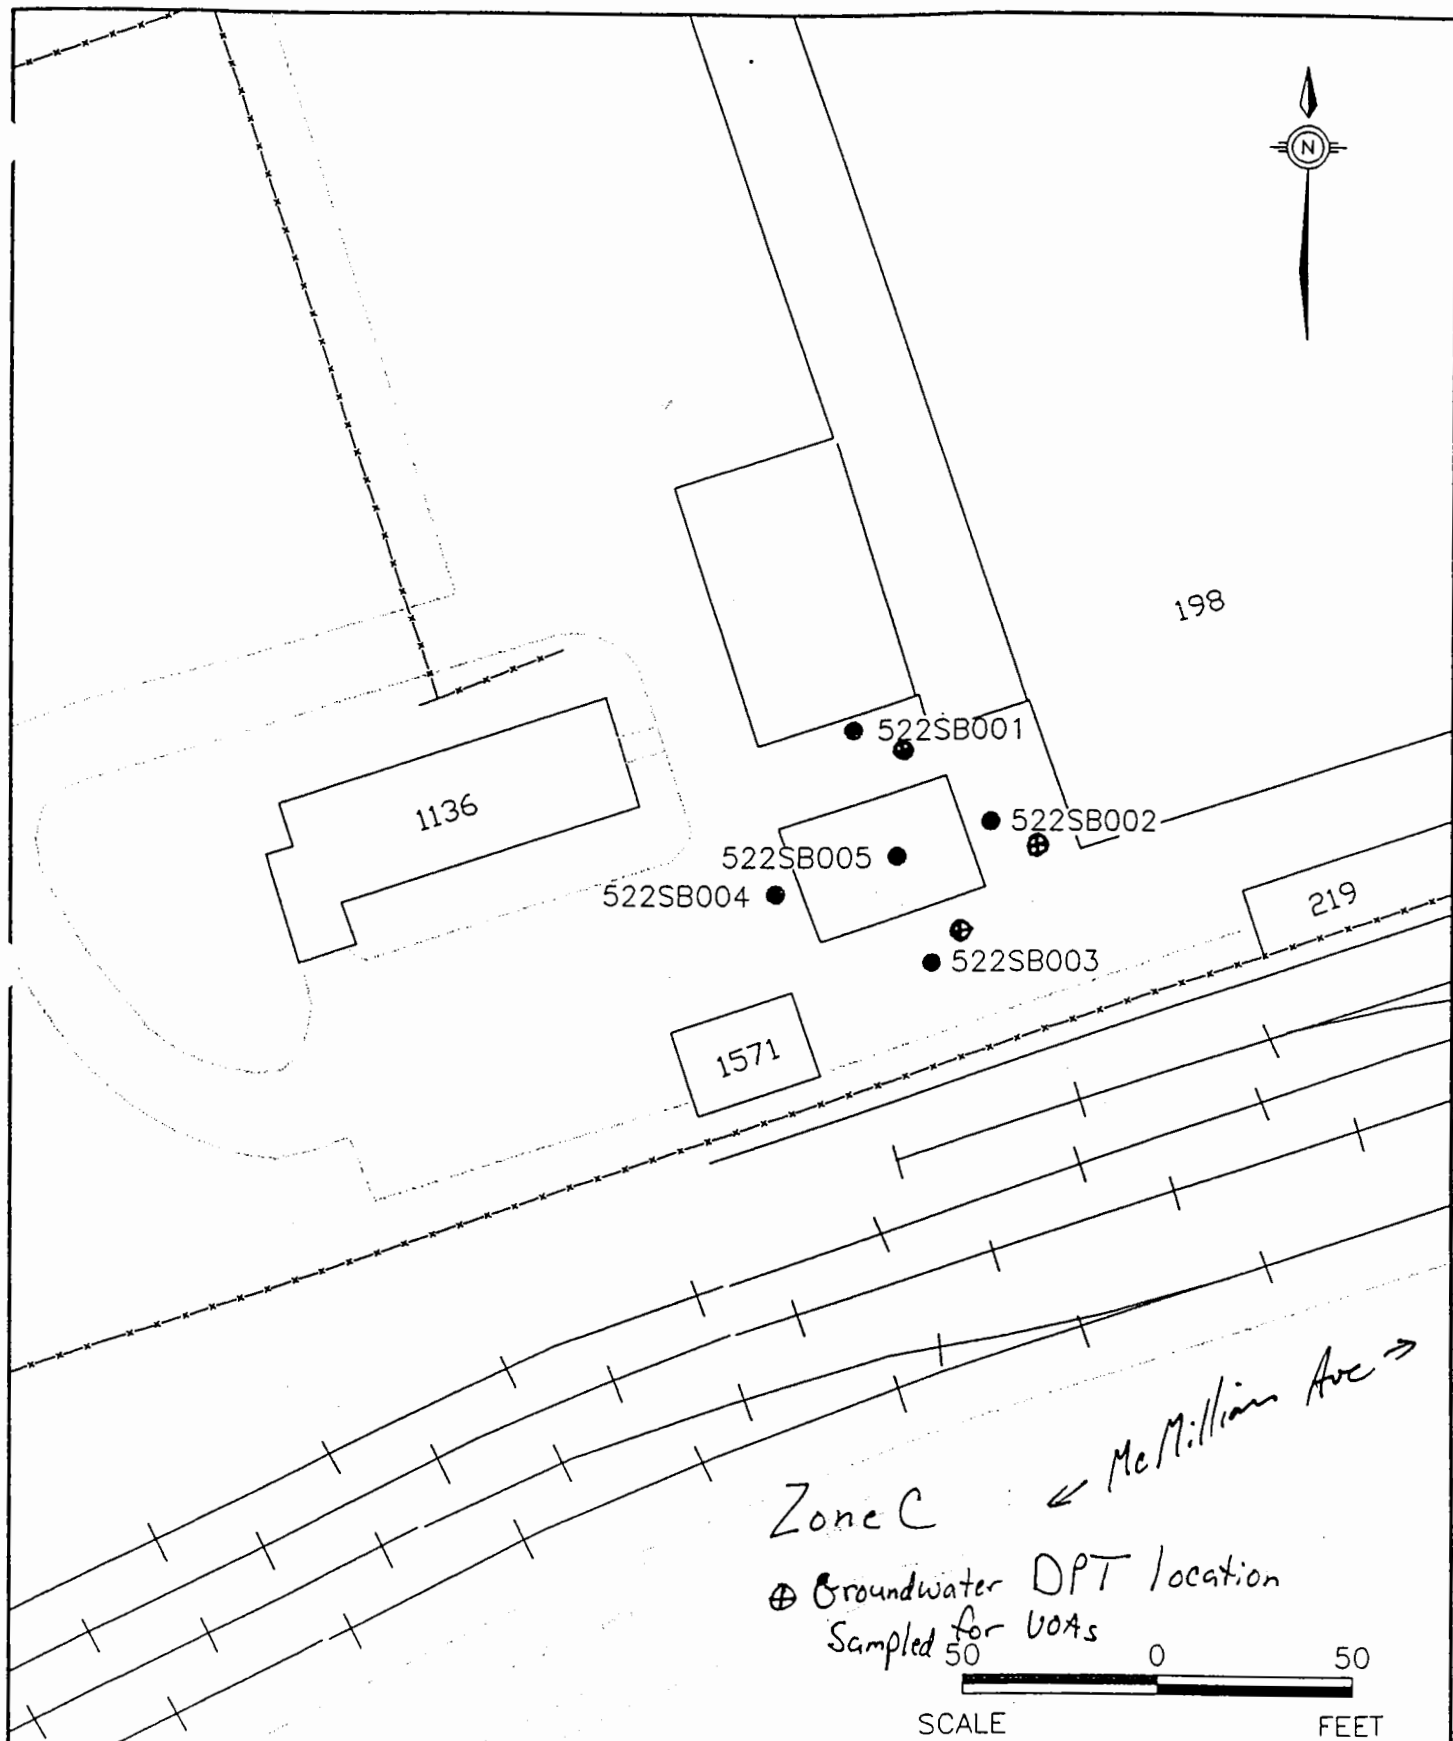 N
198
522SB001
1136
522SB002
522SB005
522SB004
219
522SB003
1571
McMillian Ave
Zone C
Groundwater DPT location
Sampled for VOAs
50 0 50
SCALE FEET